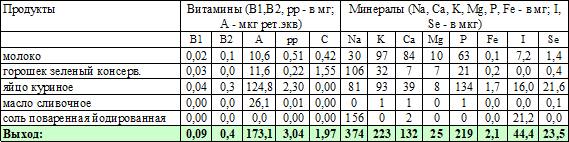 Продукты Витамины (B1,B2, pp - в мг; Минералы (Na, Ca, K, Mg, P, Fe - в мг; I,
А - мкг рет.экв) Se - в мкг)
B1 B2 A pp C Na K Ca Mg P Fe I Se
молоко 0,02 0,1 10,6 0,51 0,42 30 97 84 10 63 0,1 7,2 1,4
горошек зеленый консерв. 0,03 0,0 11,6 0,22 1,55 106 32 7 7 21 0,2 0,0 0,4
яйцо куриное 0,04 0,3 124,8 2,30 0,00 81 93 39 8 134 1,7 16,0 21,6
масло сливочное 0,00 0,0 26,1 0,01 0,00 0 1 1 0 1 0,0 0,0 0,1
соль поваренная йодированная 0,00 0,0 0,0 0,00 0,00 156 0 2 0 0 0,0 21,2 0,0
Выход: 0,09 0,4 173,1 3,04 1,97 374 223 132 25 219 2,1 44,4 23,5